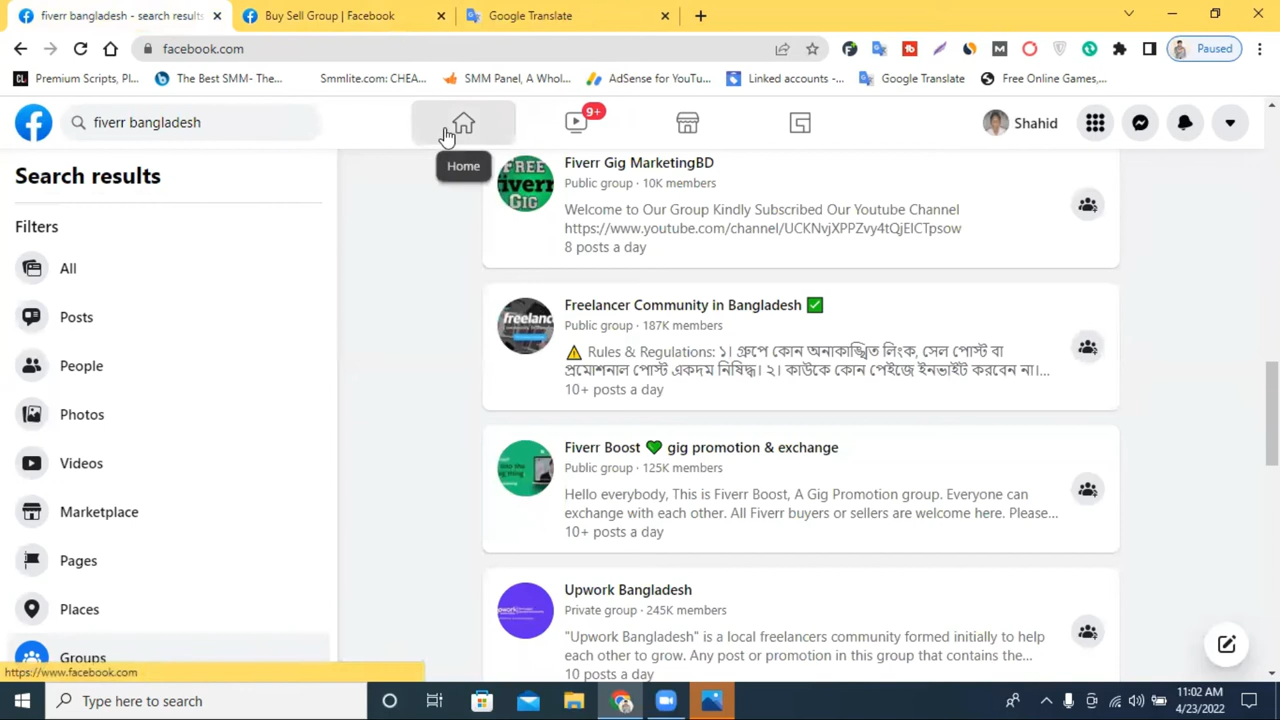 fiverr bangladesh - search results
Buy Sell Group | Facebook
Google Translate
facebook.com
Paused
Premium Scripts, Pl...
The Best SMM- The...
Smmlite.com: CHEA...
SMM Panel, A Whol...
AdSense for YouTu...
Linked accounts -...
Google Translate
Free Online Games,...
fiverr bangladesh
9+
Shahid
Home
Search results
Filters
All
Posts
People
Photos
Videos
Marketplace
Pages
Places
Groups
FREE
iverr
GIG
Fiverr Gig MarketingBD
Public group · 10K members
Welcome to Our Group Kindly Subscribed Our Youtube Channel
https://www.youtube.com/channel/UCKNvjXPPZvy4tQjElCTpsow
8 posts a day
freelanc
Freelancer Community in Bangladesh ✅
Public group · 187K members
⚠ Rules & Regulations: ১। গ্রুপে কোন অনাকাঙ্খিত লিংক, সেল পোস্ট বা
প্রমোশনাল পোস্ট একদম নিষিদ্ধ। ২। কাউকে কোন পেইজে ইনভাইট করবেন না।...
10+ posts a day
Fiverr Boost 💚 gig promotion & exchange
Public group · 125K members
Hello everybody, This is Fiverr Boost, A Gig Promotion group. Everyone can
exchange with each other. All Fiverr buyers or sellers are welcome here. Please...
10+ posts a day
Upwork Bangladesh
Private group · 245K members
"Upwork Bangladesh" is a local freelancers community formed initially to help
each other to grow. Any post or promotion in this group that contains the...
10 posts a day
https://www.facebook.com
Type here to search
11:02 AM
4/23/2022